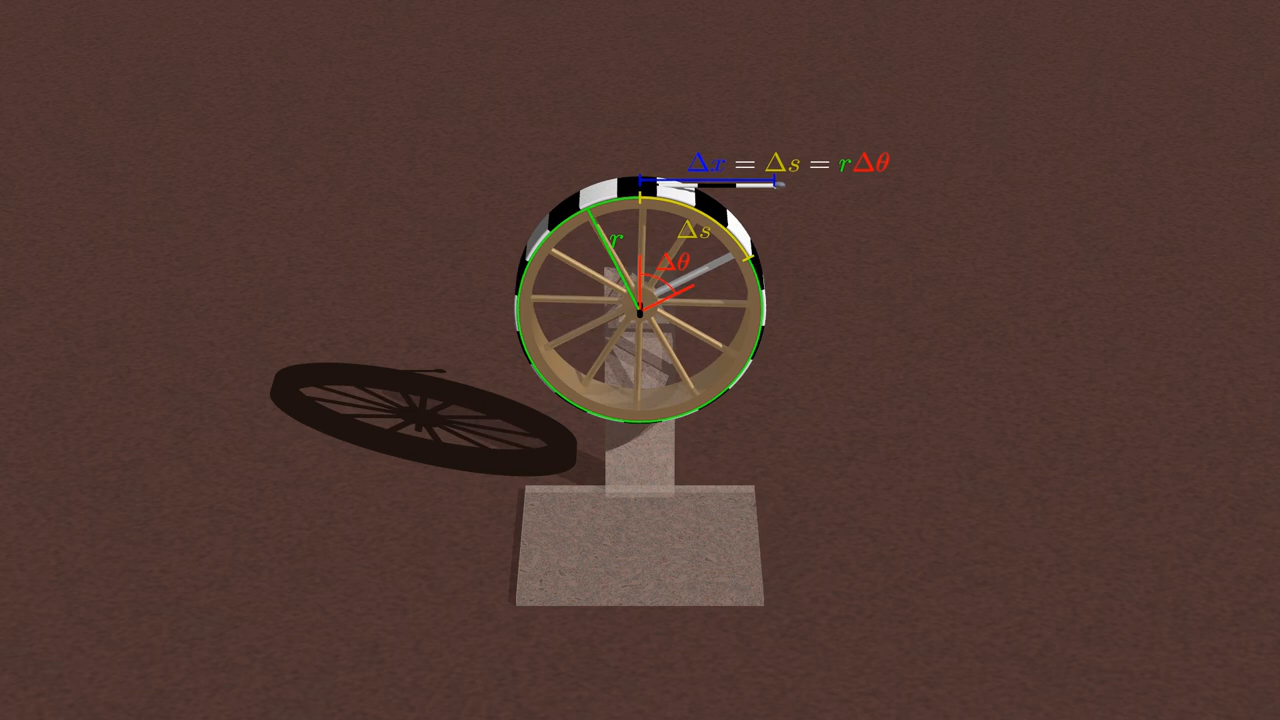 Δx = Δs = rΔθ
r
Δs
Δθ